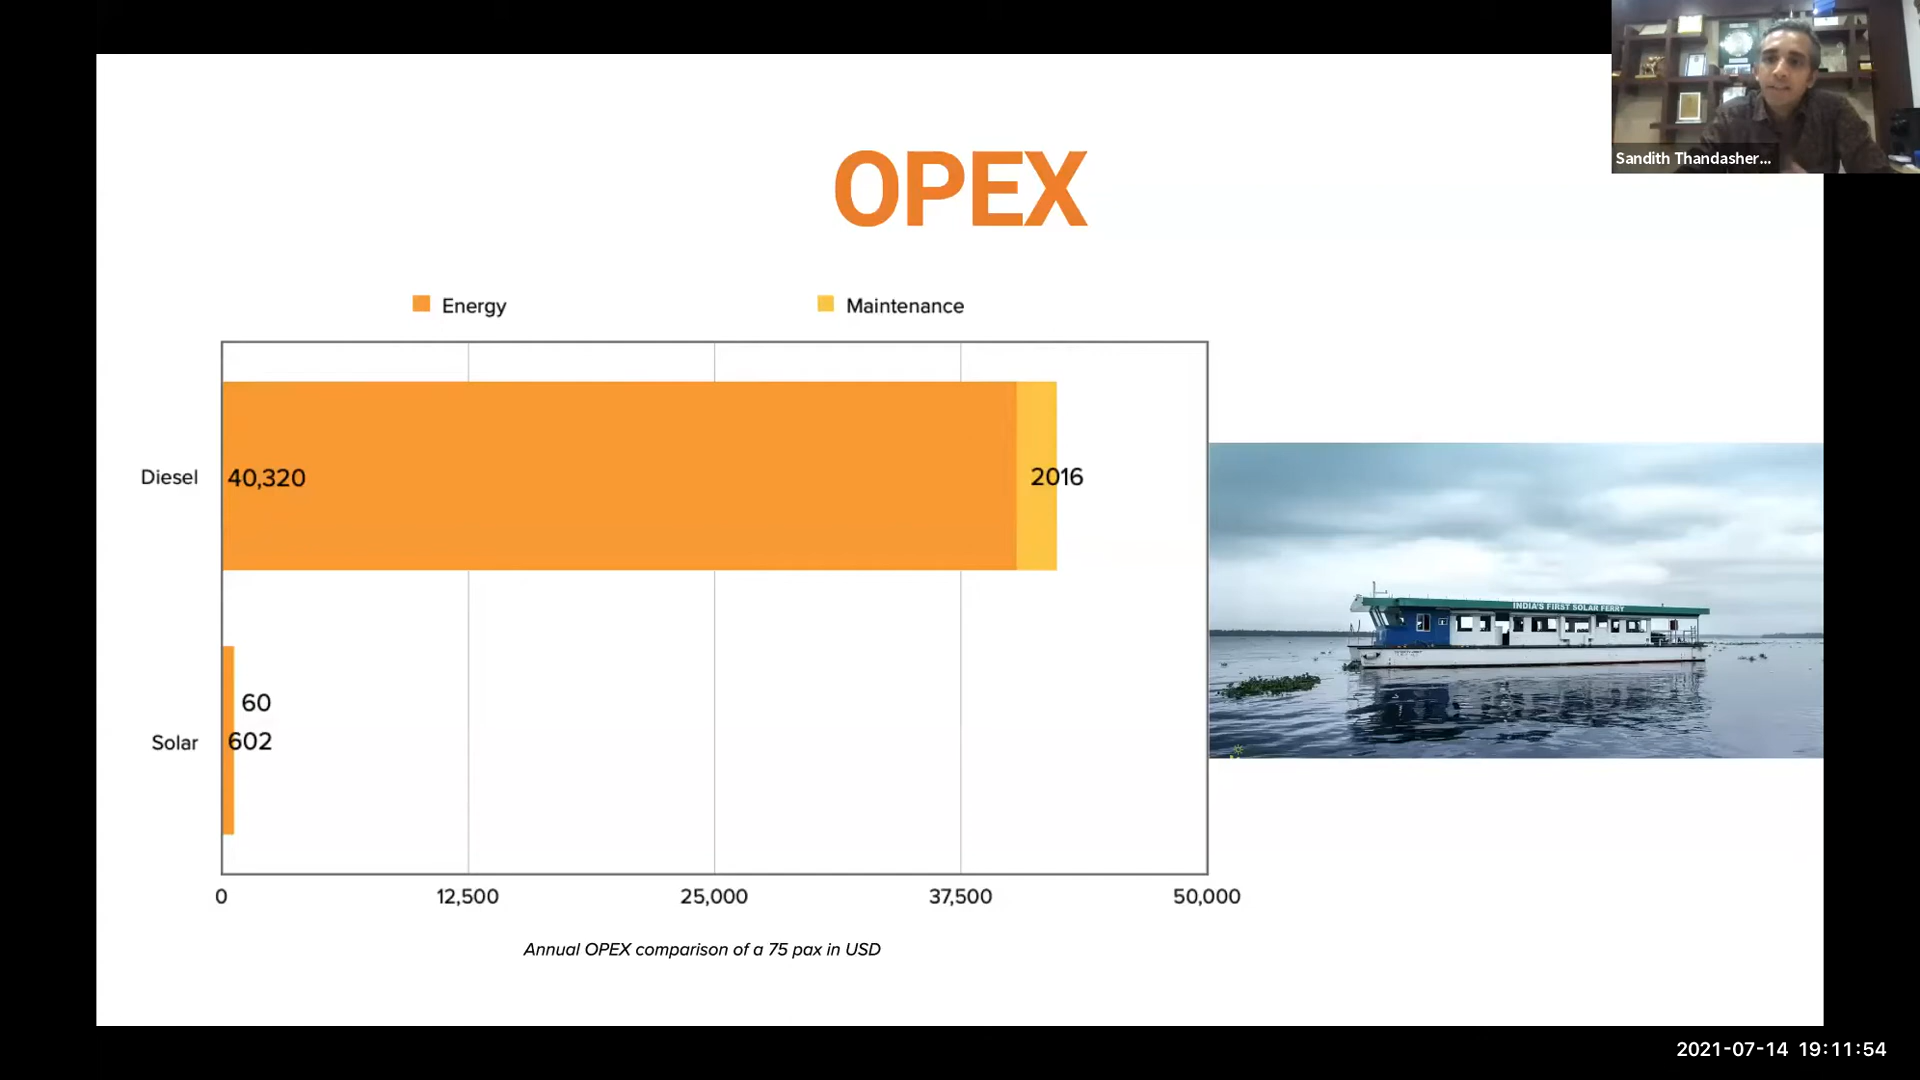 Sandith Thandasher...
OPEX
Energy
Maintenance
Diesel
40,320
2016
60
Solar
602
0
12,500
25,000
37,500
50,000
Annual OPEX comparison of a 75 pax in USD
INDIA'S FIRST SOLAR FERRY
2021-07-14 19:11:54